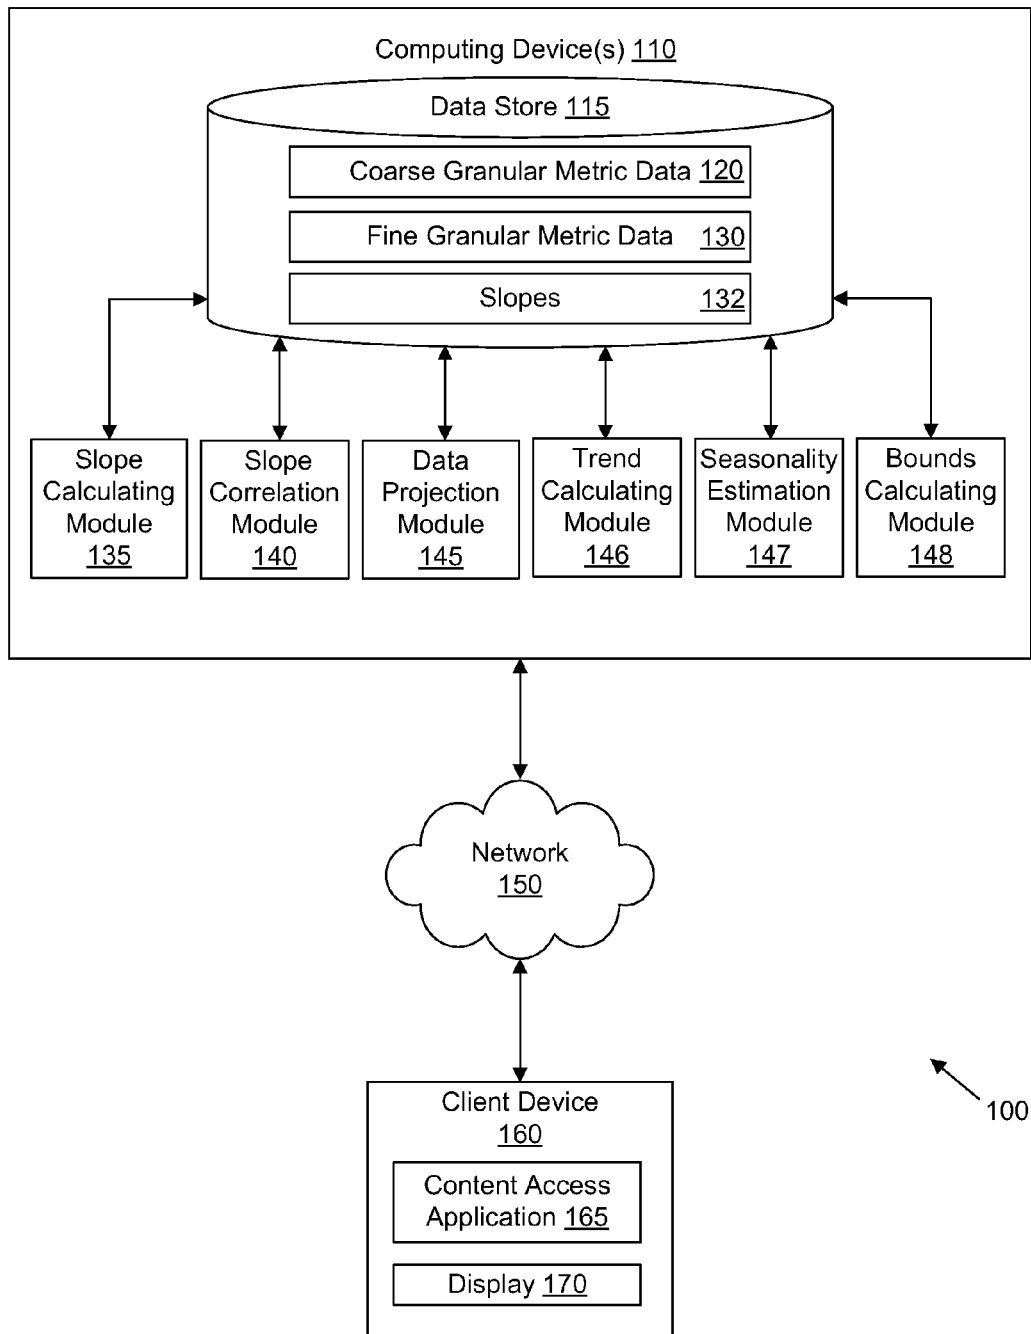 Computing Device(s) 110
Data Store 115
Coarse Granular Metric Data 120
Fine Granular Metric Data 130
Slopes 132
Slope
Calculating
Module
135
Slope
Correlation
Module
140
Data
Projection
Module
145
Trend
Calculating
Module
146
Seasonality
Estimation
Module
147
Bounds
Calculating
Module
148
Network
150
Client Device
160
Content Access
Application 165
Display 170
100